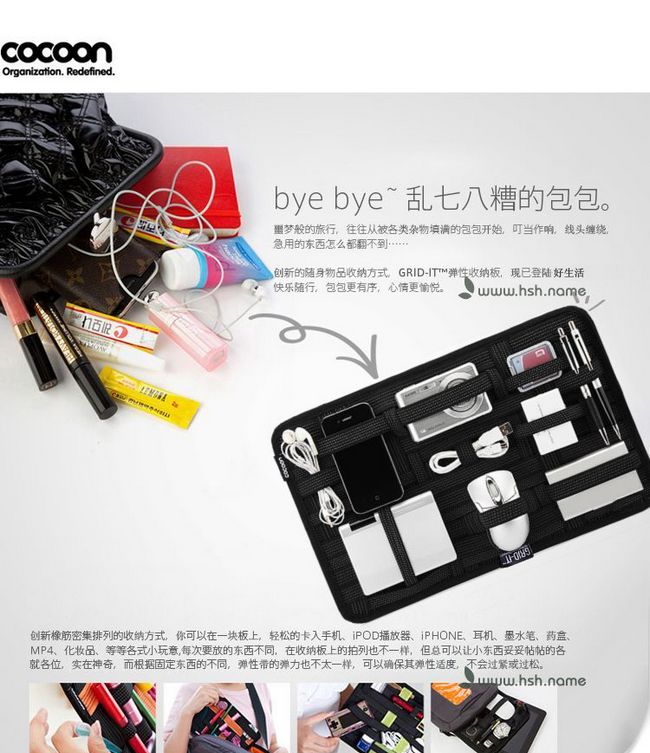 cocoon
Organization. Redefined.
bye bye~ 乱七八糟的包包。
噩梦般的旅行，往往从被各类杂物填满的包包开始，叮当作响，线头缠绕，
急用的东西怎么都翻不到……
创新的随身物品收纳方式，GRID-IT™弹性收纳板，现已登陆 好生活
快乐随行，包包更有序，心情更愉悦。
www.hsh.name
COCOON
GRID-IT™
创新橡筋密集排列的收纳方式，你可以在一块板上，轻松的卡入手机、iPOD播放器、iPHONE、耳机、墨水笔、药盒、
MP4、化妆品、等等各式小玩意,每次要放的东西不同，在收纳板上的拍列也不一样，但总可以让小东西妥妥帖帖的各
就各位，实在神奇，而根据固定东西的不同，弹性带的弹力也不太一样，可以确保其弹性适度，不会过紧或过松。
www.hsh.name